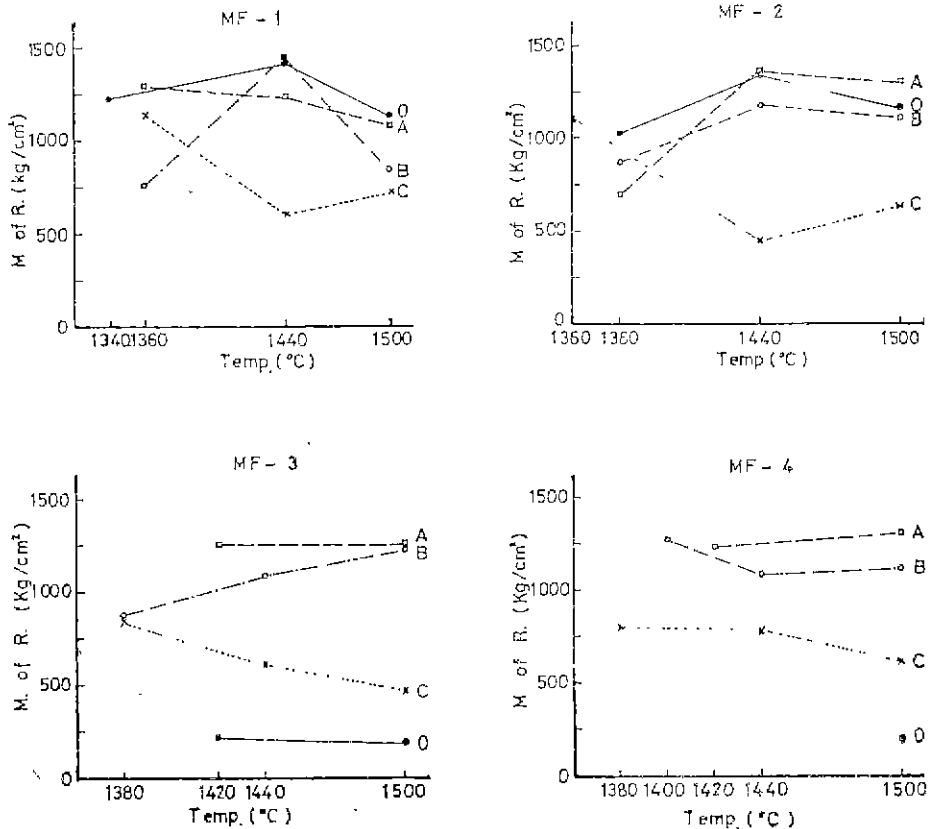 MF - 1
M of R. (kg/cm²)
1500
1000
500
0
O
A
B
C
1340 1360 1440 1500
Temp. (°C)
MF - 2
M of R. (Kg/cm²)
1500
1000
500
0
A
O
B
C
1360 1360 1440 1500
Temp (°C)
MF - 3
M. of R. (Kg/cm²)
1500
1000
500
0
A
B
C
O
1380 1420 1440 1500
Temp. (°C)
MF - 4
M of R. (Kg/cm²)
1500
1000
500
0
A
B
C
O
1380 1400 1420 1440 1500
Temp. (°C)